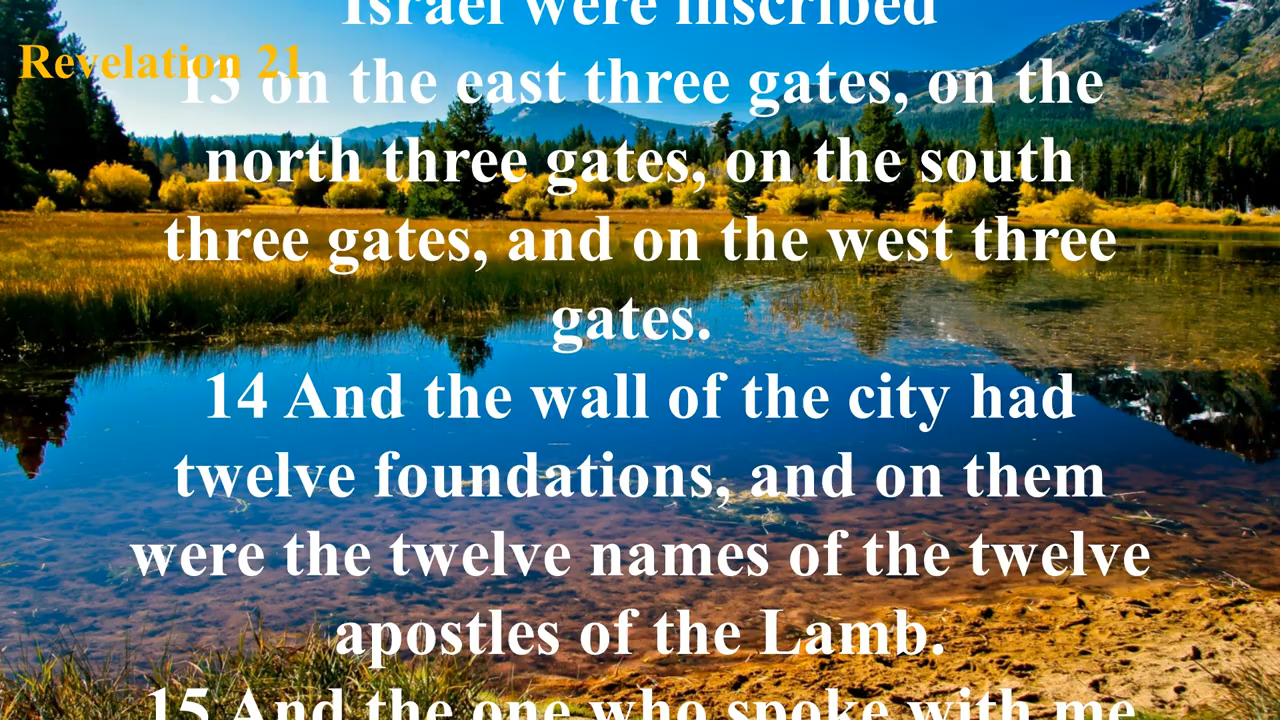 Israel were inscribed
Revelation 21
13 on the east three gates, on the
north three gates, on the south
three gates, and on the west three
gates.
14 And the wall of the city had
twelve foundations, and on them
were the twelve names of the twelve
apostles of the Lamb.
15 And the one who spoke with me